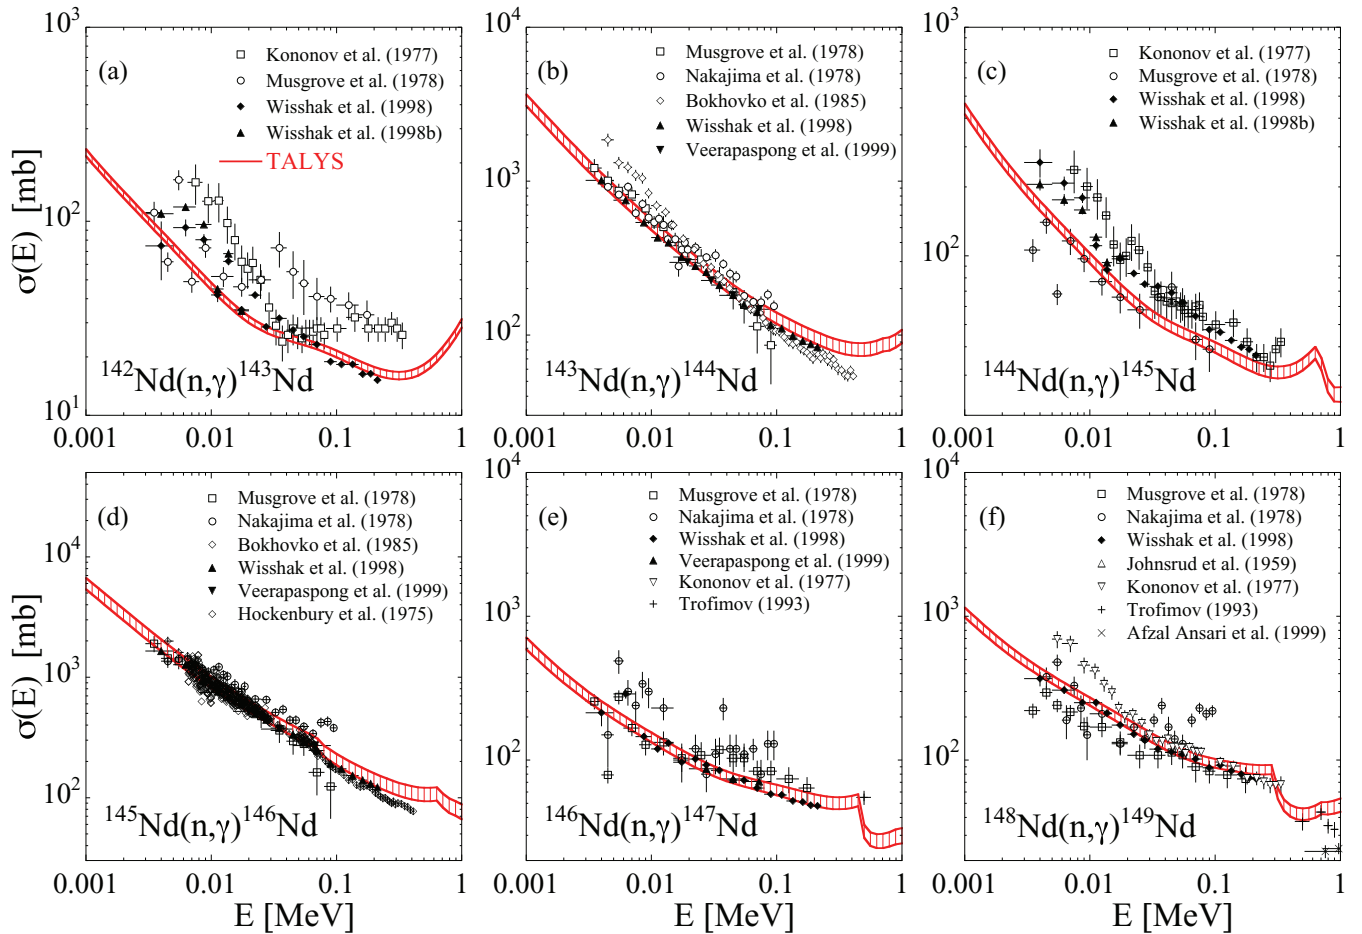 (a)
Kononov et al. (1977)
Musgrove et al. (1978)
Wisshak et al. (1998)
Wisshak et al. (1998b)
TALYS
¹⁴²Nd(n,γ)¹⁴³Nd
σ(E) [mb]
10³
10²
10¹
0.001 0.01 0.1 1
(b)
Musgrove et al. (1978)
Nakajima et al. (1978)
Bokhovko et al. (1985)
Wisshak et al. (1998)
Veerapaspong et al. (1999)
¹⁴³Nd(n,γ)¹⁴⁴Nd
10⁴
10³
10²
0.001 0.01 0.1 1
(c)
Kononov et al. (1977)
Musgrove et al. (1978)
Wisshak et al. (1998)
Wisshak et al. (1998b)
¹⁴⁴Nd(n,γ)¹⁴⁵Nd
10³
10²
0.001 0.01 0.1 1
(d)
Musgrove et al. (1978)
Nakajima et al. (1978)
Bokhovko et al. (1985)
Wisshak et al. (1998)
Veerapaspong et al. (1999)
Hockenbury et al. (1975)
¹⁴⁵Nd(n,γ)¹⁴⁶Nd
σ(E) [mb]
10⁴
10³
10²
0.001 0.01 0.1 1
E [MeV]
(e)
Musgrove et al. (1978)
Nakajima et al. (1978)
Wisshak et al. (1998)
Veerapaspong et al. (1999)
Kononov et al. (1977)
Trofimov (1993)
¹⁴⁶Nd(n,γ)¹⁴⁷Nd
10⁴
10³
10²
0.001 0.01 0.1 1
E [MeV]
(f)
Musgrove et al. (1978)
Nakajima et al. (1978)
Wisshak et al. (1998)
Johnsrud et al. (1959)
Kononov et al. (1977)
Trofimov (1993)
Afzal Ansari et al. (1999)
¹⁴⁸Nd(n,γ)¹⁴⁹Nd
10⁴
10³
10²
0.001 0.01 0.1 1
E [MeV]